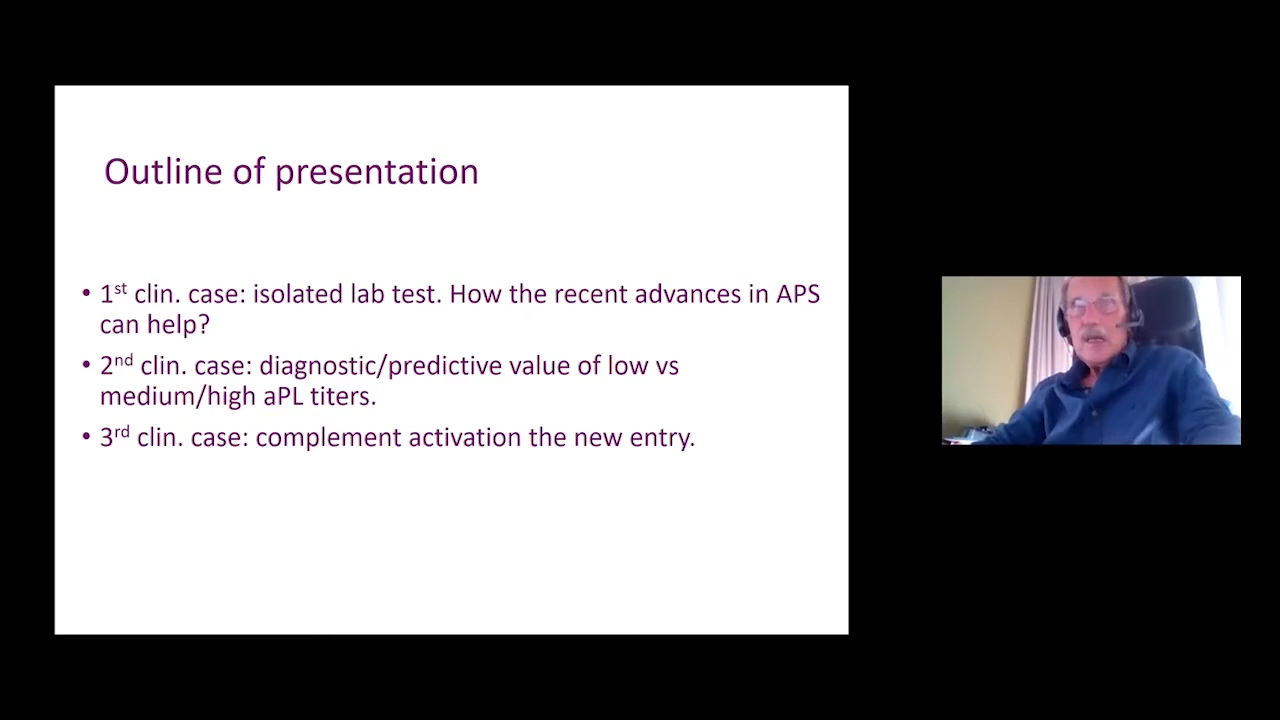 Outline of presentation
• 1st clin. case: isolated lab test. How the recent advances in APS
can help?
• 2nd clin. case: diagnostic/predictive value of low vs
medium/high aPL titers.
• 3rd clin. case: complement activation the new entry.